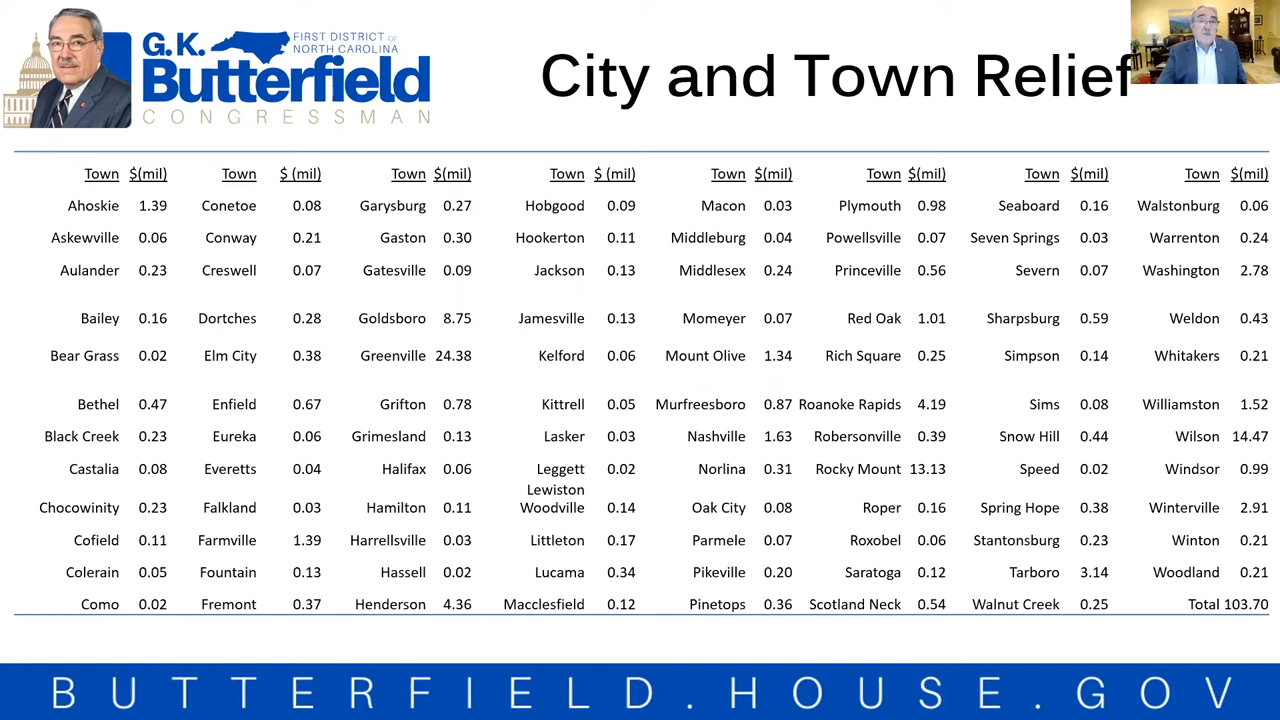 G.K.
FIRST DISTRICT OF
NORTH CAROLINA
Butterfield
CONGRESSMAN
City and Town Relief
Town $(mil) Town $ (mil) Town $(mil) Town $ (mil) Town $(mil) Town $(mil) Town $(mil) Town $(mil)
Ahoskie 1.39 Conetoe 0.08 Garysburg 0.27 Hobgood 0.09 Macon 0.03 Plymouth 0.98 Seaboard 0.16 Walstonburg 0.06
Askewville 0.06 Conway 0.21 Gaston 0.30 Hookerton 0.11 Middleburg 0.04 Powellsville 0.07 Seven Springs 0.03 Warrenton 0.24
Aulander 0.23 Creswell 0.07 Gatesville 0.09 Jackson 0.13 Middlesex 0.24 Princeville 0.56 Severn 0.07 Washington 2.78
Bailey 0.16 Dortches 0.28 Goldsboro 8.75 Jamesville 0.13 Momeyer 0.07 Red Oak 1.01 Sharpsburg 0.59 Weldon 0.43
Bear Grass 0.02 Elm City 0.38 Greenville 24.38 Kelford 0.06 Mount Olive 1.34 Rich Square 0.25 Simpson 0.14 Whitakers 0.21
Bethel 0.47 Enfield 0.67 Grifton 0.78 Kittrell 0.05 Murfreesboro 0.87 Roanoke Rapids 4.19 Sims 0.08 Williamston 1.52
Black Creek 0.23 Eureka 0.06 Grimesland 0.13 Lasker 0.03 Nashville 1.63 Robersonville 0.39 Snow Hill 0.44 Wilson 14.47
Castalia 0.08 Everetts 0.04 Halifax 0.06 Leggett 0.02 Norlina 0.31 Rocky Mount 13.13 Speed 0.02 Windsor 0.99
Lewiston
Chocowinity 0.23 Falkland 0.03 Hamilton 0.11 Woodville 0.14 Oak City 0.08 Roper 0.16 Spring Hope 0.38 Winterville 2.91
Cofield 0.11 Farmville 1.39 Harrellsville 0.03 Littleton 0.17 Parmele 0.07 Roxobel 0.06 Stantonsburg 0.23 Winton 0.21
Colerain 0.05 Fountain 0.13 Hassell 0.02 Lucama 0.34 Pikeville 0.20 Saratoga 0.12 Tarboro 3.14 Woodland 0.21
Como 0.02 Fremont 0.37 Henderson 4.36 Macclesfield 0.12 Pinetops 0.36 Scotland Neck 0.54 Walnut Creek 0.25 Total 103.70
BUTTERFIELD.HOUSE.GOV